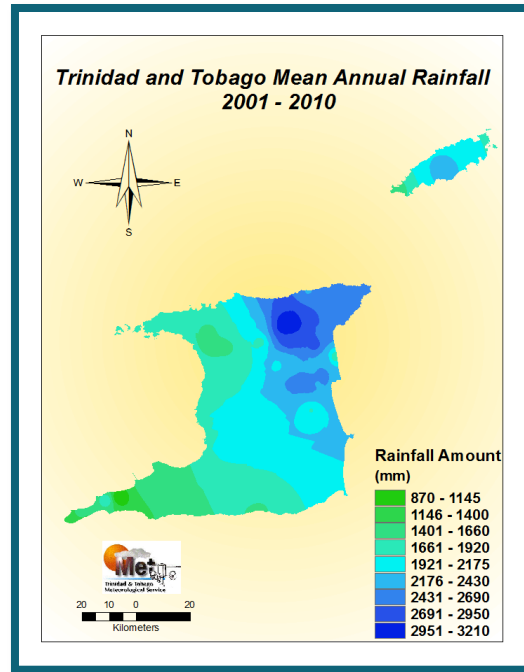 Trinidad and Tobago Mean Annual Rainfall
2001 - 2010
N
W
E
S
Rainfall Amount
(mm)
870 - 1145
1146 - 1400
1401 - 1660
1661 - 1920
1921 - 2175
2176 - 2430
2431 - 2690
2691 - 2950
2951 - 3210
Met
Trinidad & Tobago
Meteorological Service
20 10 0 20
Kilometers